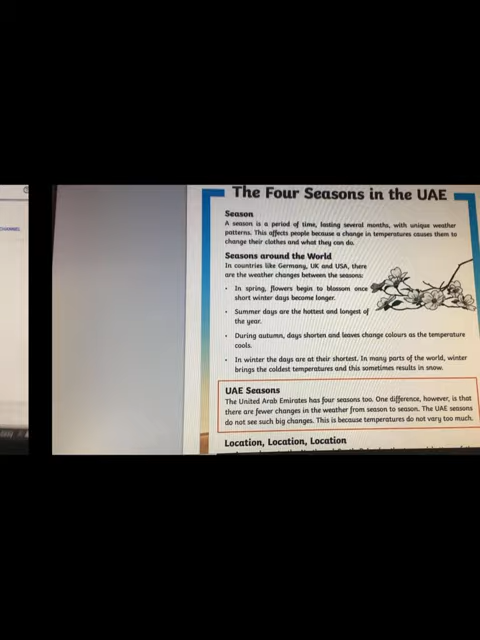 CHANNEL
The Four Seasons in the UAE
Season
A season is a period of time, lasting several months, with unique weather
patterns. This affects people because a change in temperatures causes them to
change their clothes and what they can do.
Seasons around the World
In countries like Germany, UK and USA, there
are the weather changes between the seasons:
• In spring, flowers begin to blossom once
short winter days become longer.
• Summer days are the hottest and longest of
the year.
• During autumn, days shorten and leaves change colours as the temperature
cools.
• In winter the days are at their shortest. In many parts of the world, winter
brings the coldest temperatures and this sometimes results in snow.
UAE Seasons
The United Arab Emirates has four seasons too. One difference, however, is that
there are fewer changes in the weather from season to season. The UAE seasons
do not see such big changes. This is because temperatures do not vary too much.
Location, Location, Location